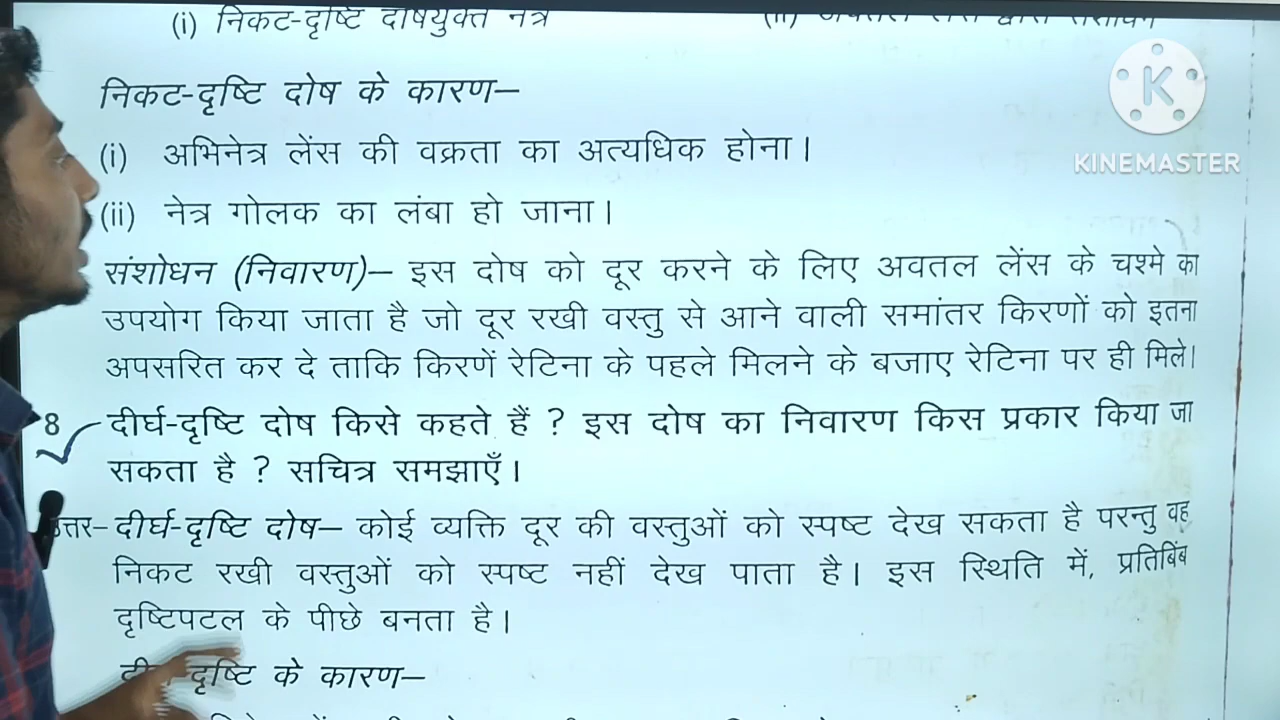 (i) निकट-दृष्टि दोषयुक्त नेत्र
निकट-दृष्टि दोष के कारण–
(i) अभिनेत्र लेंस की वक्रता का अत्यधिक होना।
(ii) नेत्र गोलक का लंबा हो जाना।
संशोधन (निवारण)– इस दोष को दूर करने के लिए अवतल लेंस के चश्मे का
उपयोग किया जाता है जो दूर रखी वस्तु से आने वाली समांतर किरणों को इतना
अपसरित कर दे ताकि किरणें रेटिना के पहले मिलने के बजाए रेटिना पर ही मिले।
8 दीर्घ-दृष्टि दोष किसे कहते हैं ? इस दोष का निवारण किस प्रकार किया जा
सकता है ? सचित्र समझाएँ।
उत्तर– दीर्घ-दृष्टि दोष– कोई व्यक्ति दूर की वस्तुओं को स्पष्ट देख सकता है परन्तु वह
निकट रखी वस्तुओं को स्पष्ट नहीं देख पाता है। इस स्थिति में, प्रतिबिंब
दृष्टिपटल के पीछे बनता है।
दृष्टि के कारण–
K
KINEMASTER